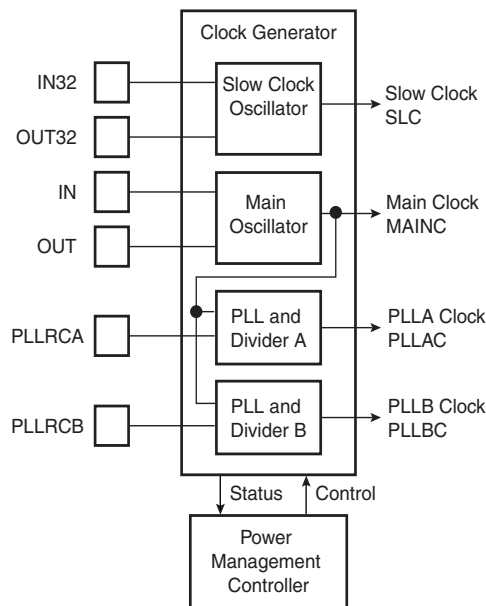 Clock Generator
IN32
Slow Clock
Oscillator
Slow Clock
SLC
OUT32
IN
Main
Oscillator
Main Clock
MAINC
OUT
PLLRCA
PLL and
Divider A
PLLA Clock
PLLAC
PLLRCB
PLL and
Divider B
PLLB Clock
PLLBC
Status
Control
Power
Management
Controller